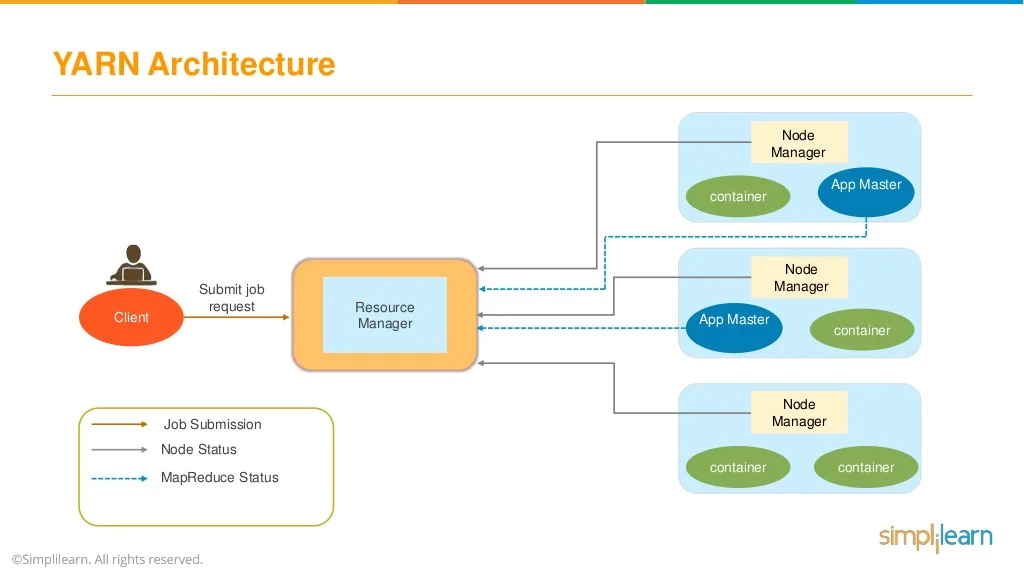 YARN Architecture
Node
Manager
container
App Master
Submit job
request
Client
Resource
Manager
Node
Manager
App Master
container
Node
Manager
container
container
Job Submission
Node Status
MapReduce Status
simplilearn
©Simplilearn. All rights reserved.